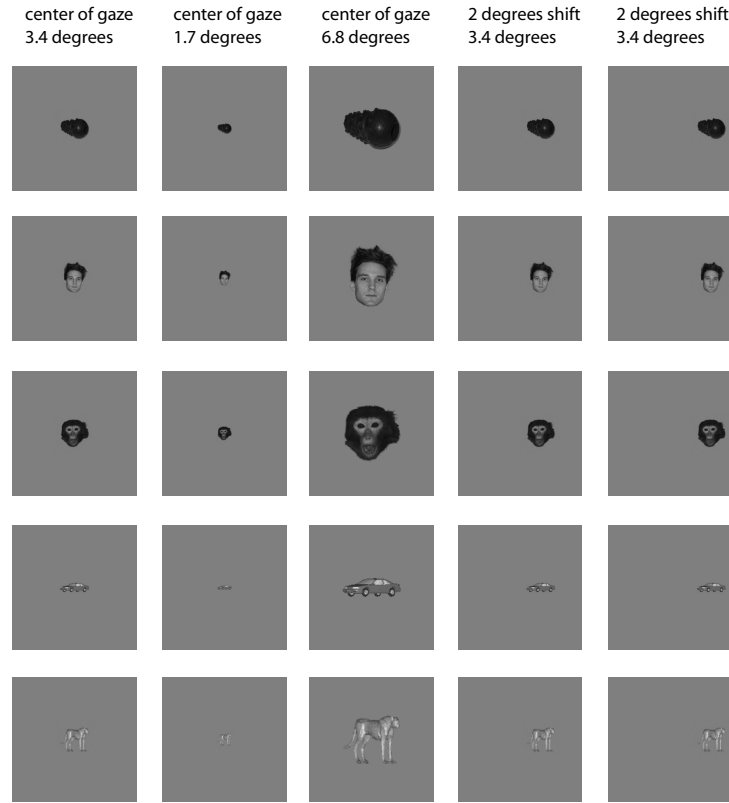 center of gaze
3.4 degrees
center of gaze
1.7 degrees
center of gaze
6.8 degrees
2 degrees shift
3.4 degrees
2 degrees shift
3.4 degrees